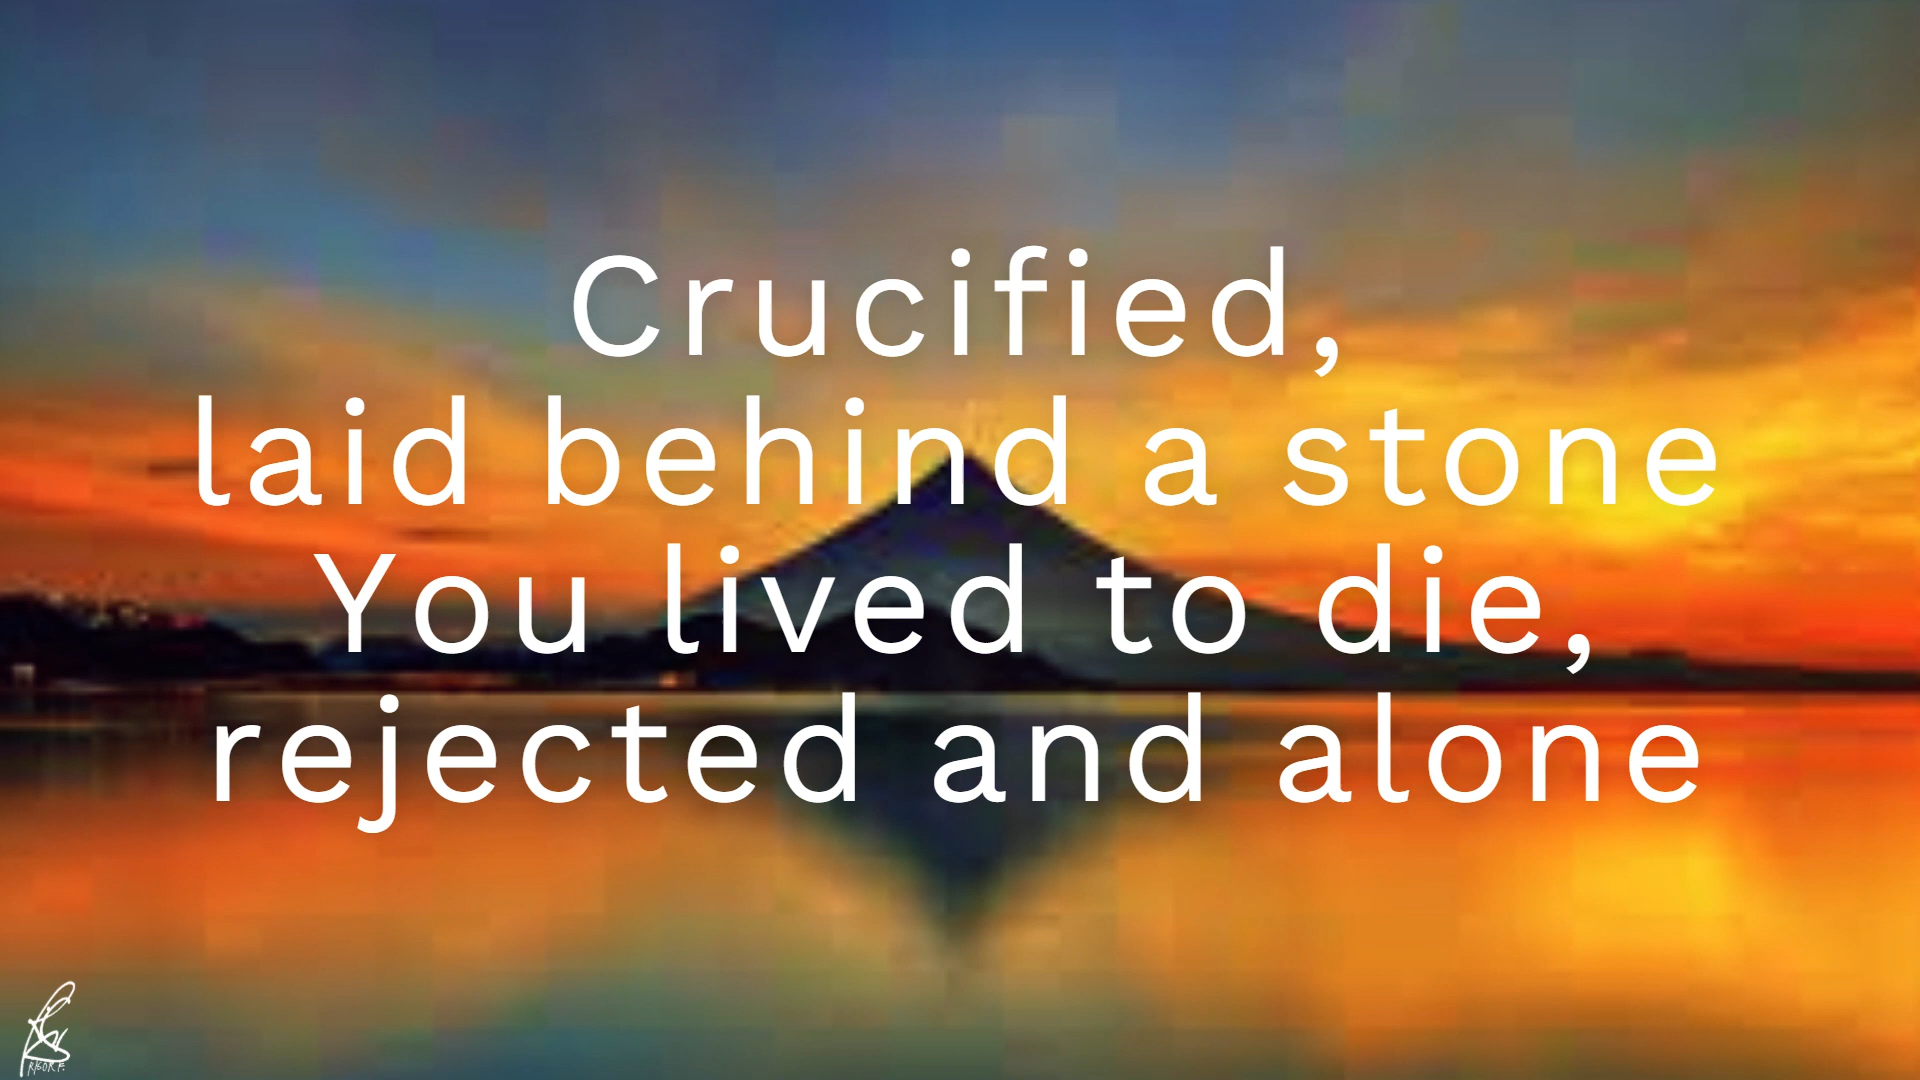 Crucified,
laid behind a stone
You lived to die,
rejected and alone